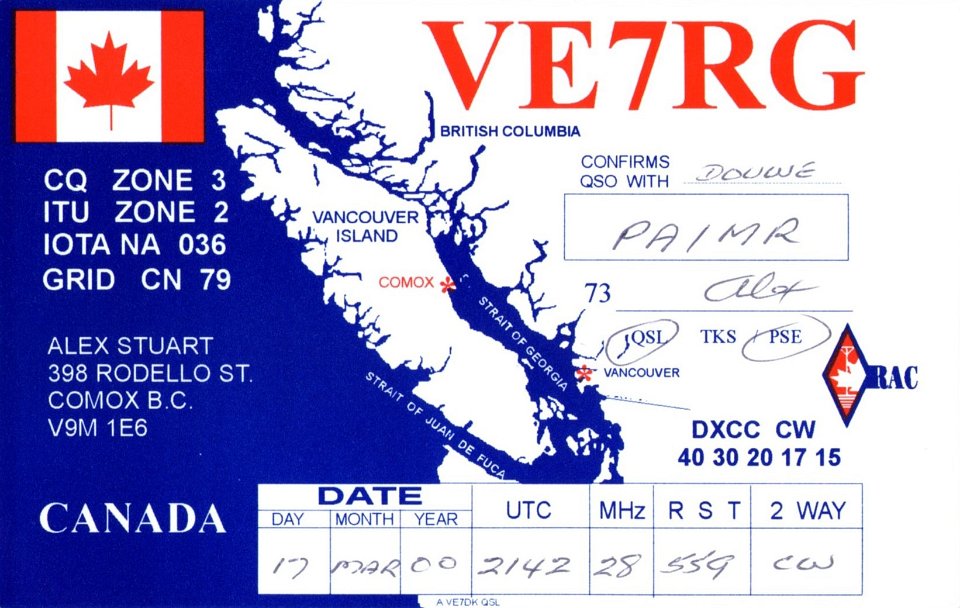 VE7RG
BRITISH COLUMBIA
CQ ZONE 3
ITU ZONE 2
IOTA NA 036
GRID CN 79
CONFIRMS
QSO WITH DOUWE
PA1MR
VANCOUVER
ISLAND
COMOX
STRAIT OF GEORGIA
73 Alex
QSL TKS PSE
VANCOUVER
RAC
ALEX STUART
398 RODELLO ST.
COMOX B.C.
V9M 1E6
STRAIT OF JUAN DE FUCA
DXCC CW
40 30 20 17 15
CANADA
DATE
DAY MONTH YEAR UTC MHz R S T 2 WAY
17 MAR 00 2142 28 559 CW
A VE7DK QSL